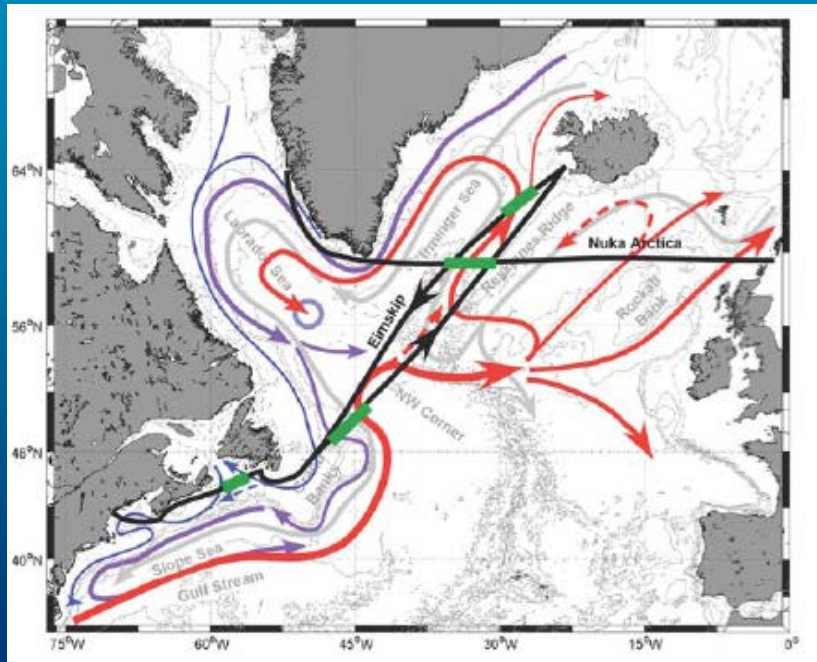 64°N
Irminger Sea
Labrador Sea
Ridge
Nuka Arctica
Rockall
Bank
56°N
Eimskip
NW Corner
48°N
Banks
40°N
Slope Sea
Gulf Stream
75°W 60°W 45°W 30°W 15°W 0°